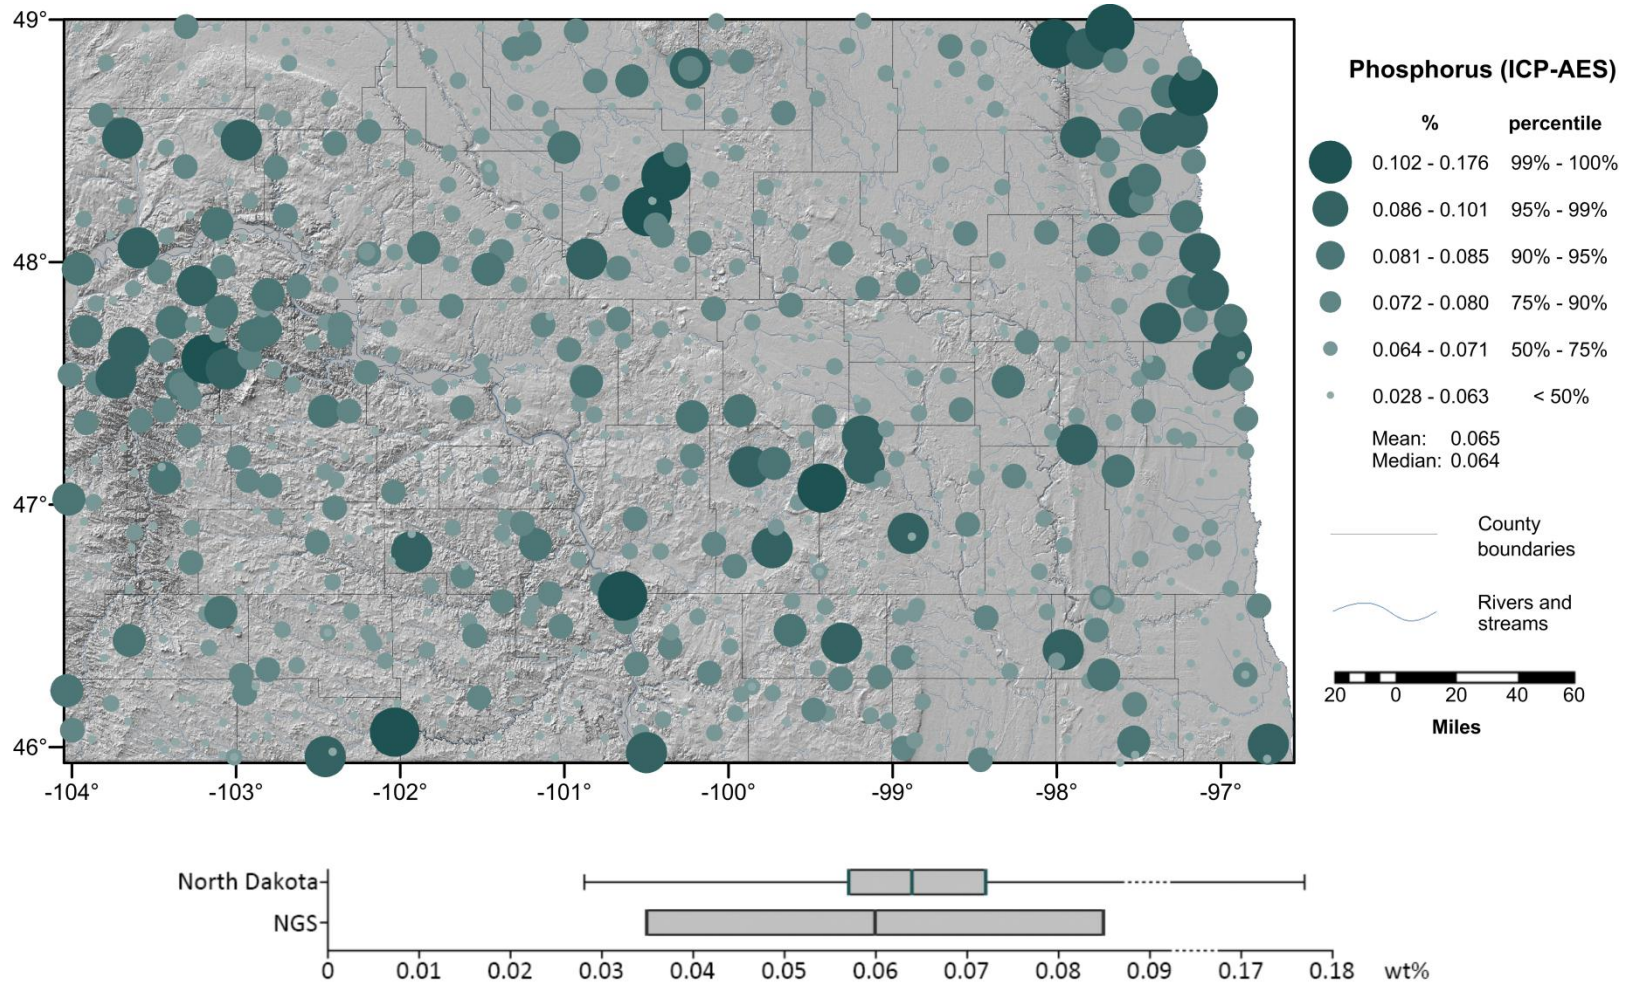 49°
48°
47°
46°
-104°
-103°
-102°
-101°
-100°
-99°
-98°
-97°
Phosphorus (ICP-AES)
% percentile
0.102 - 0.176 99% - 100%
0.086 - 0.101 95% - 99%
0.081 - 0.085 90% - 95%
0.072 - 0.080 75% - 90%
0.064 - 0.071 50% - 75%
0.028 - 0.063 < 50%
Mean: 0.065
Median: 0.064
County
boundaries
Rivers and
streams
20 0 20 40 60
Miles
North Dakota
NGS
0 0.01 0.02 0.03 0.04 0.05 0.06 0.07 0.08 0.09 0.17 0.18 wt%